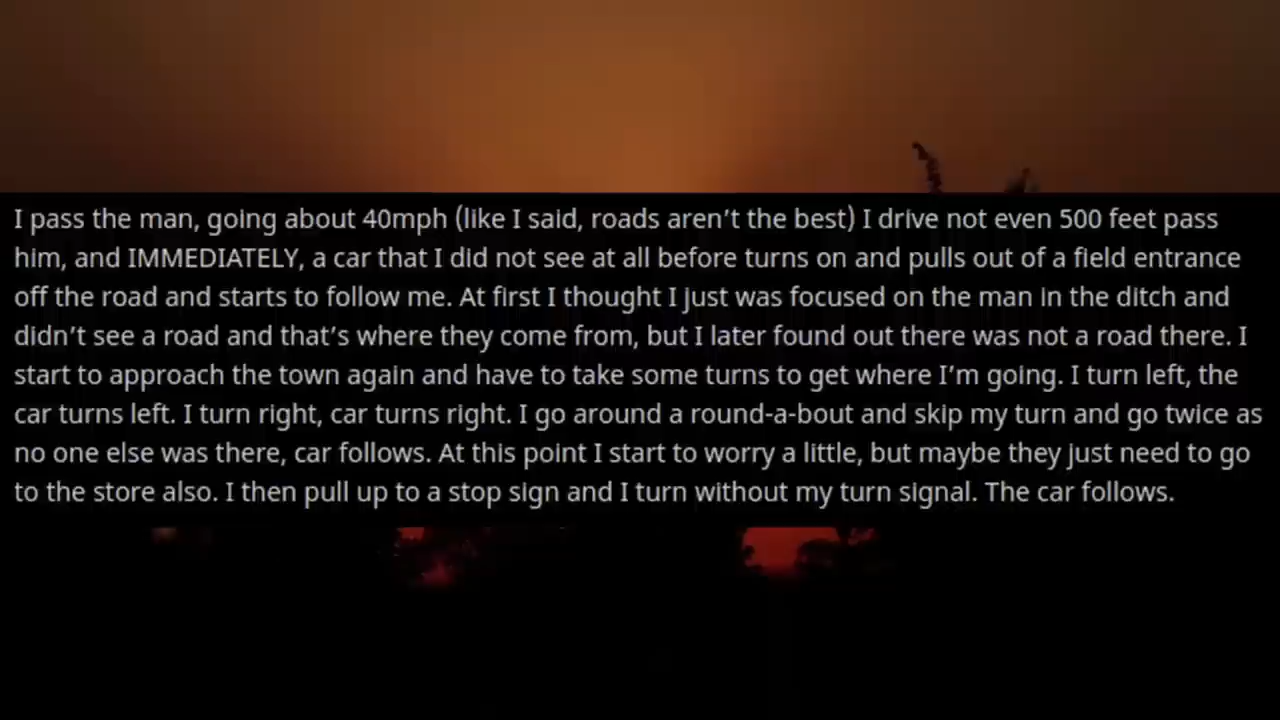 I pass the man, going about 40mph (like I said, roads aren’t the best) I drive not even 500 feet pass
him, and IMMEDIATELY, a car that I did not see at all before turns on and pulls out of a field entrance
off the road and starts to follow me. At first I thought I just was focused on the man in the ditch and
didn’t see a road and that’s where they come from, but I later found out there was not a road there. I
start to approach the town again and have to take some turns to get where I’m going. I turn left, the
car turns left. I turn right, car turns right. I go around a round-a-bout and skip my turn and go twice as
no one else was there, car follows. At this point I start to worry a little, but maybe they just need to go
to the store also. I then pull up to a stop sign and I turn without my turn signal. The car follows.